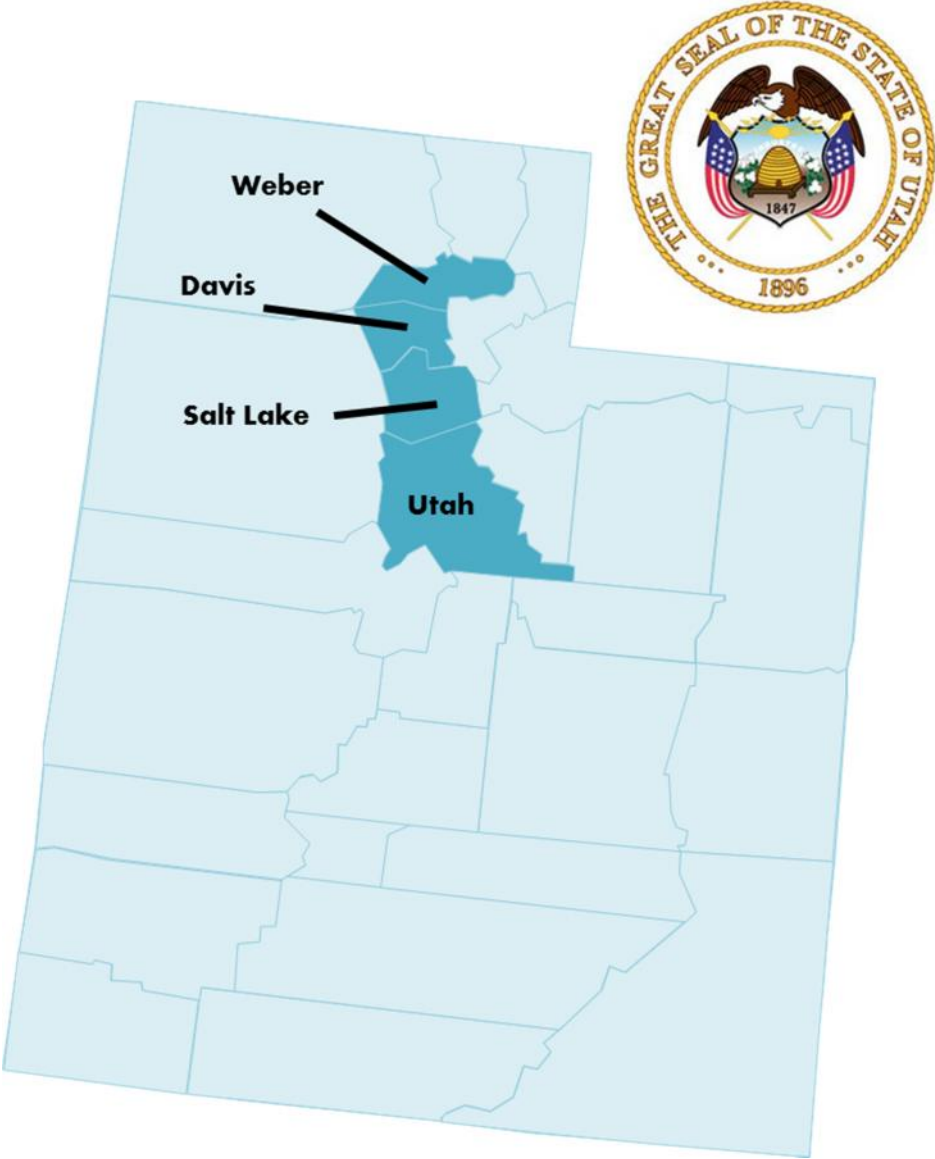 THE GREAT SEAL OF THE STATE OF UTAH
1847
1896
Weber
Davis
Salt Lake
Utah